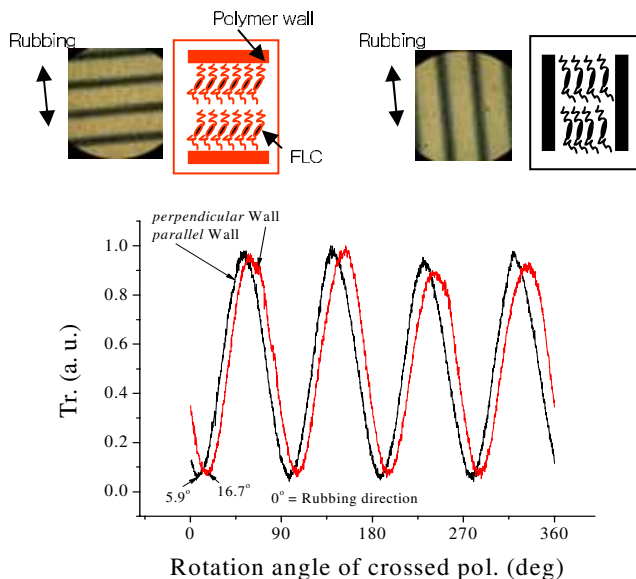 Polymer wall
Rubbing
FLC
Rubbing
perpendicular Wall
parallel Wall
1.0
0.8
0.6
0.4
0.2
0.0
Tr. (a. u.)
5.9°
16.7°
0° = Rubbing direction
0 90 180 270 360
Rotation angle of crossed pol. (deg)